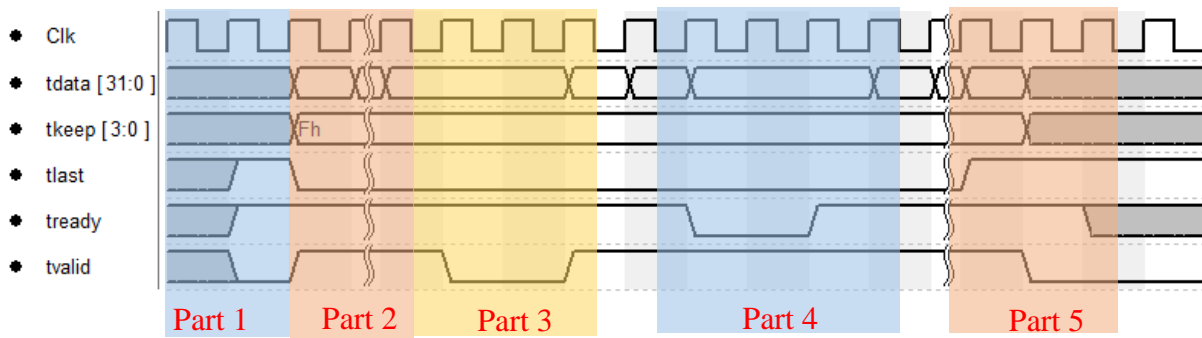 Clk
tdata [31:0]
tkeep [3:0]
Fh
tlast
tready
tvalid
Part 1 Part 2 Part 3 Part 4 Part 5